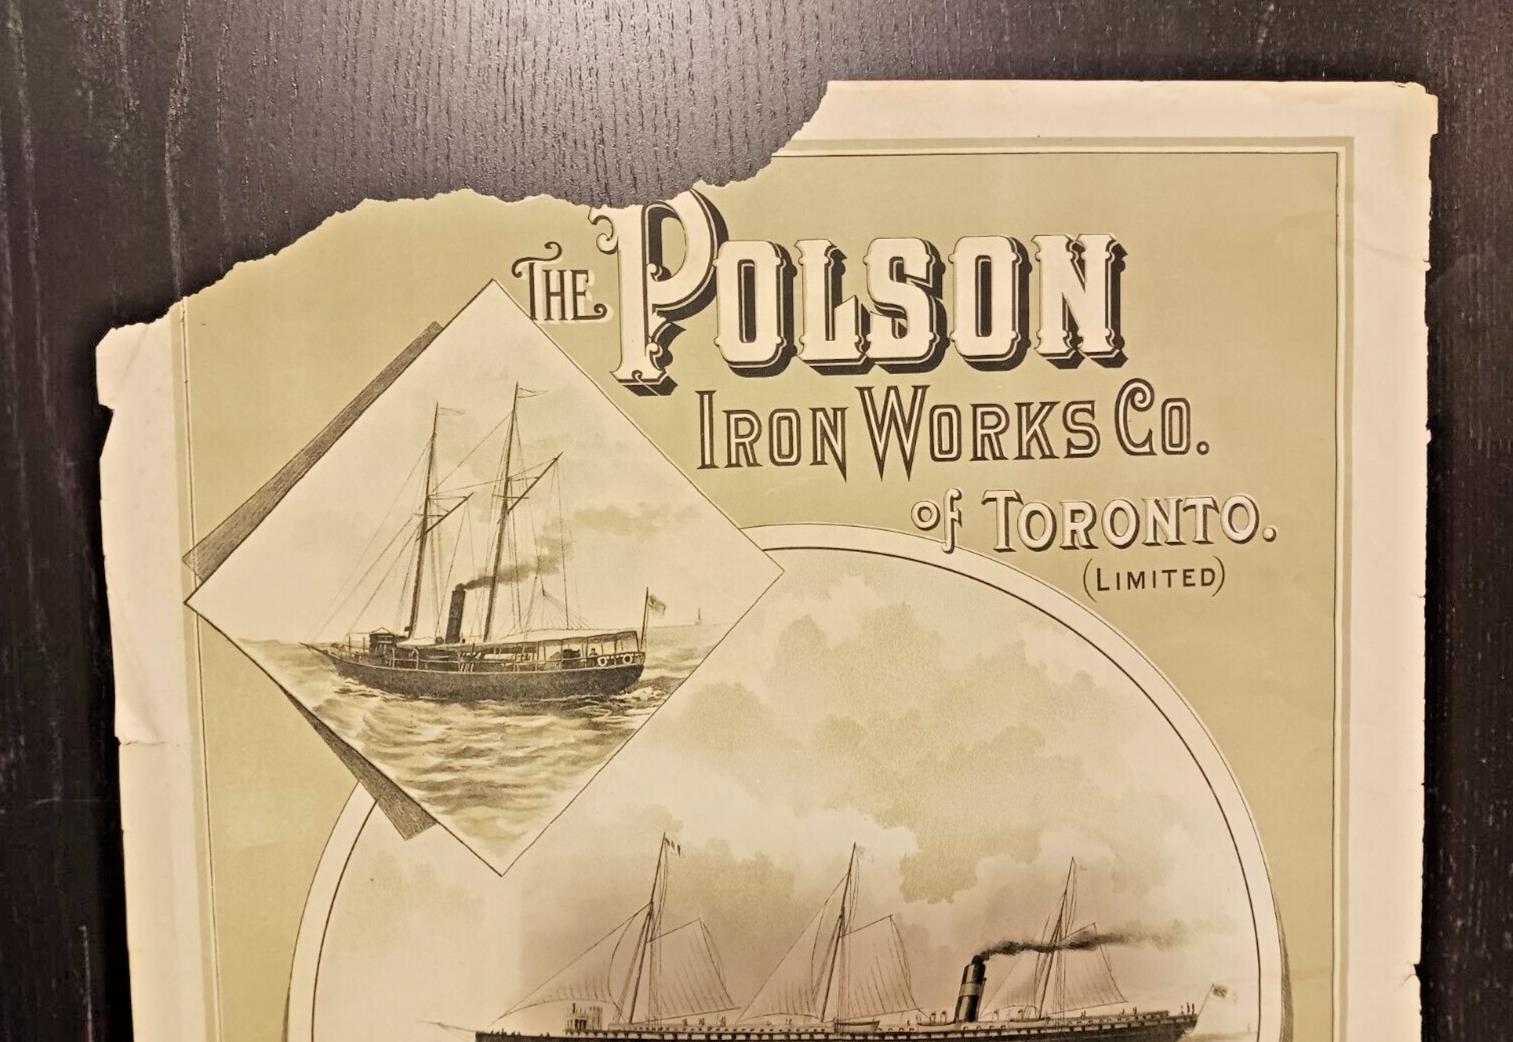 The Polson
Iron Works Co.
of Toronto.
(Limited)